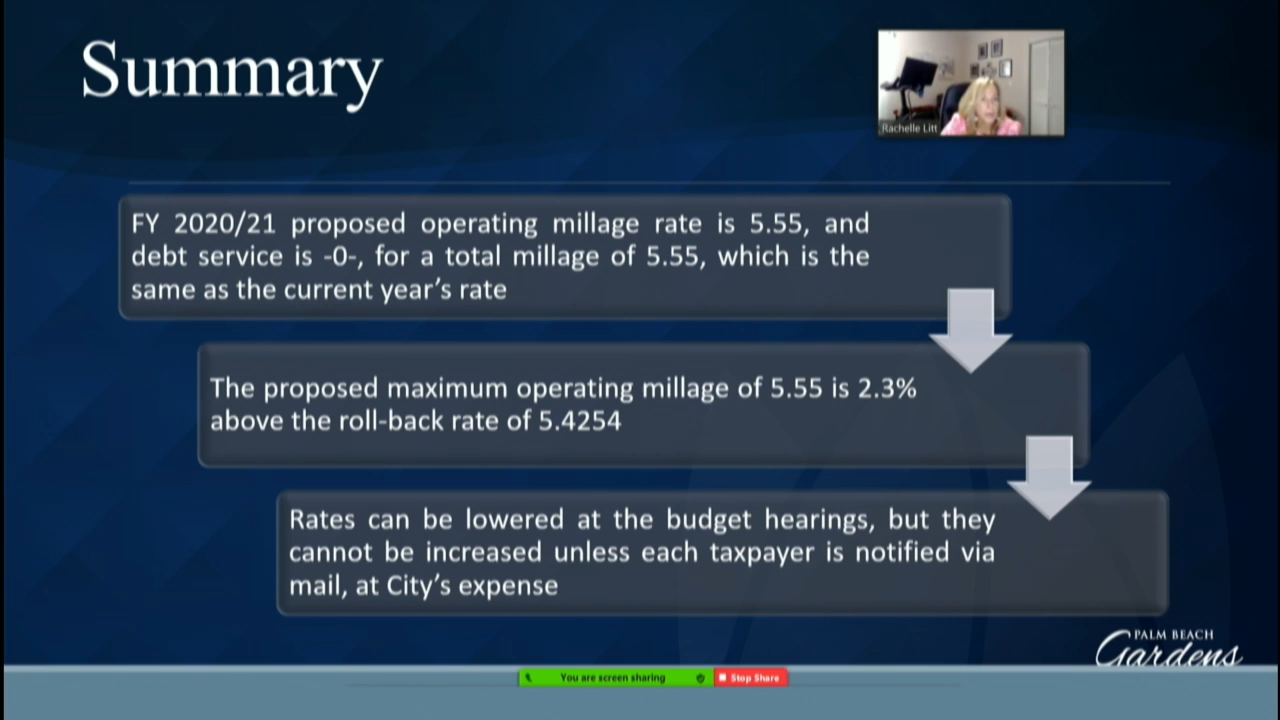 Summary
Rachelle Litt
FY 2020/21 proposed operating millage rate is 5.55, and
debt service is -0-, for a total millage of 5.55, which is the
same as the current year’s rate
The proposed maximum operating millage of 5.55 is 2.3%
above the roll-back rate of 5.4254
Rates can be lowered at the budget hearings, but they
cannot be increased unless each taxpayer is notified via
mail, at City’s expense
PALM BEACH
Gardens
You are screen sharing
Stop Share